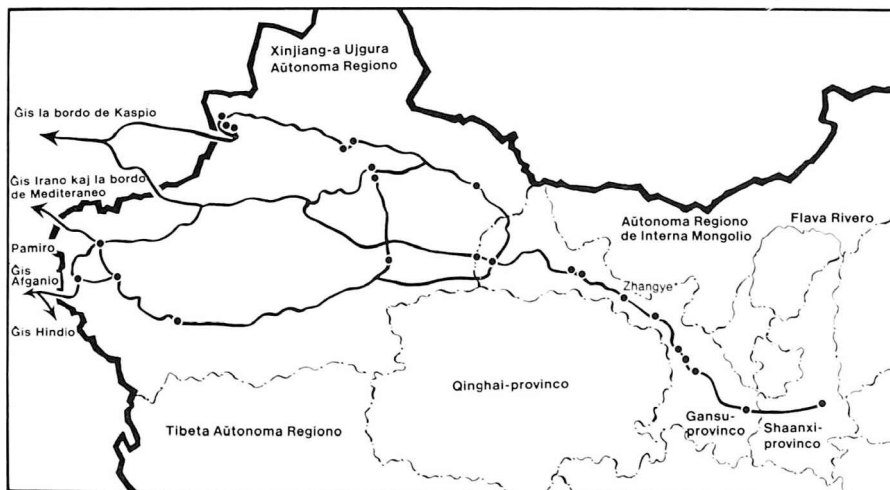 Xinjiang-a Ujgura
Aŭtonoma Regiono
Ĝis la bordo de Kaspio
Ĝis Irano kaj la bordo
de Mediteraneo
Pamiro
Ĝis
Afganio
Ĝis Hindio
Aŭtonoma Regiono
de Interna Mongolio
Flava Rivero
Zhangye
Qinghai-provinco
Tibeta Aŭtonoma Regiono
Gansu-
provinco
Shaanxi-
provinco